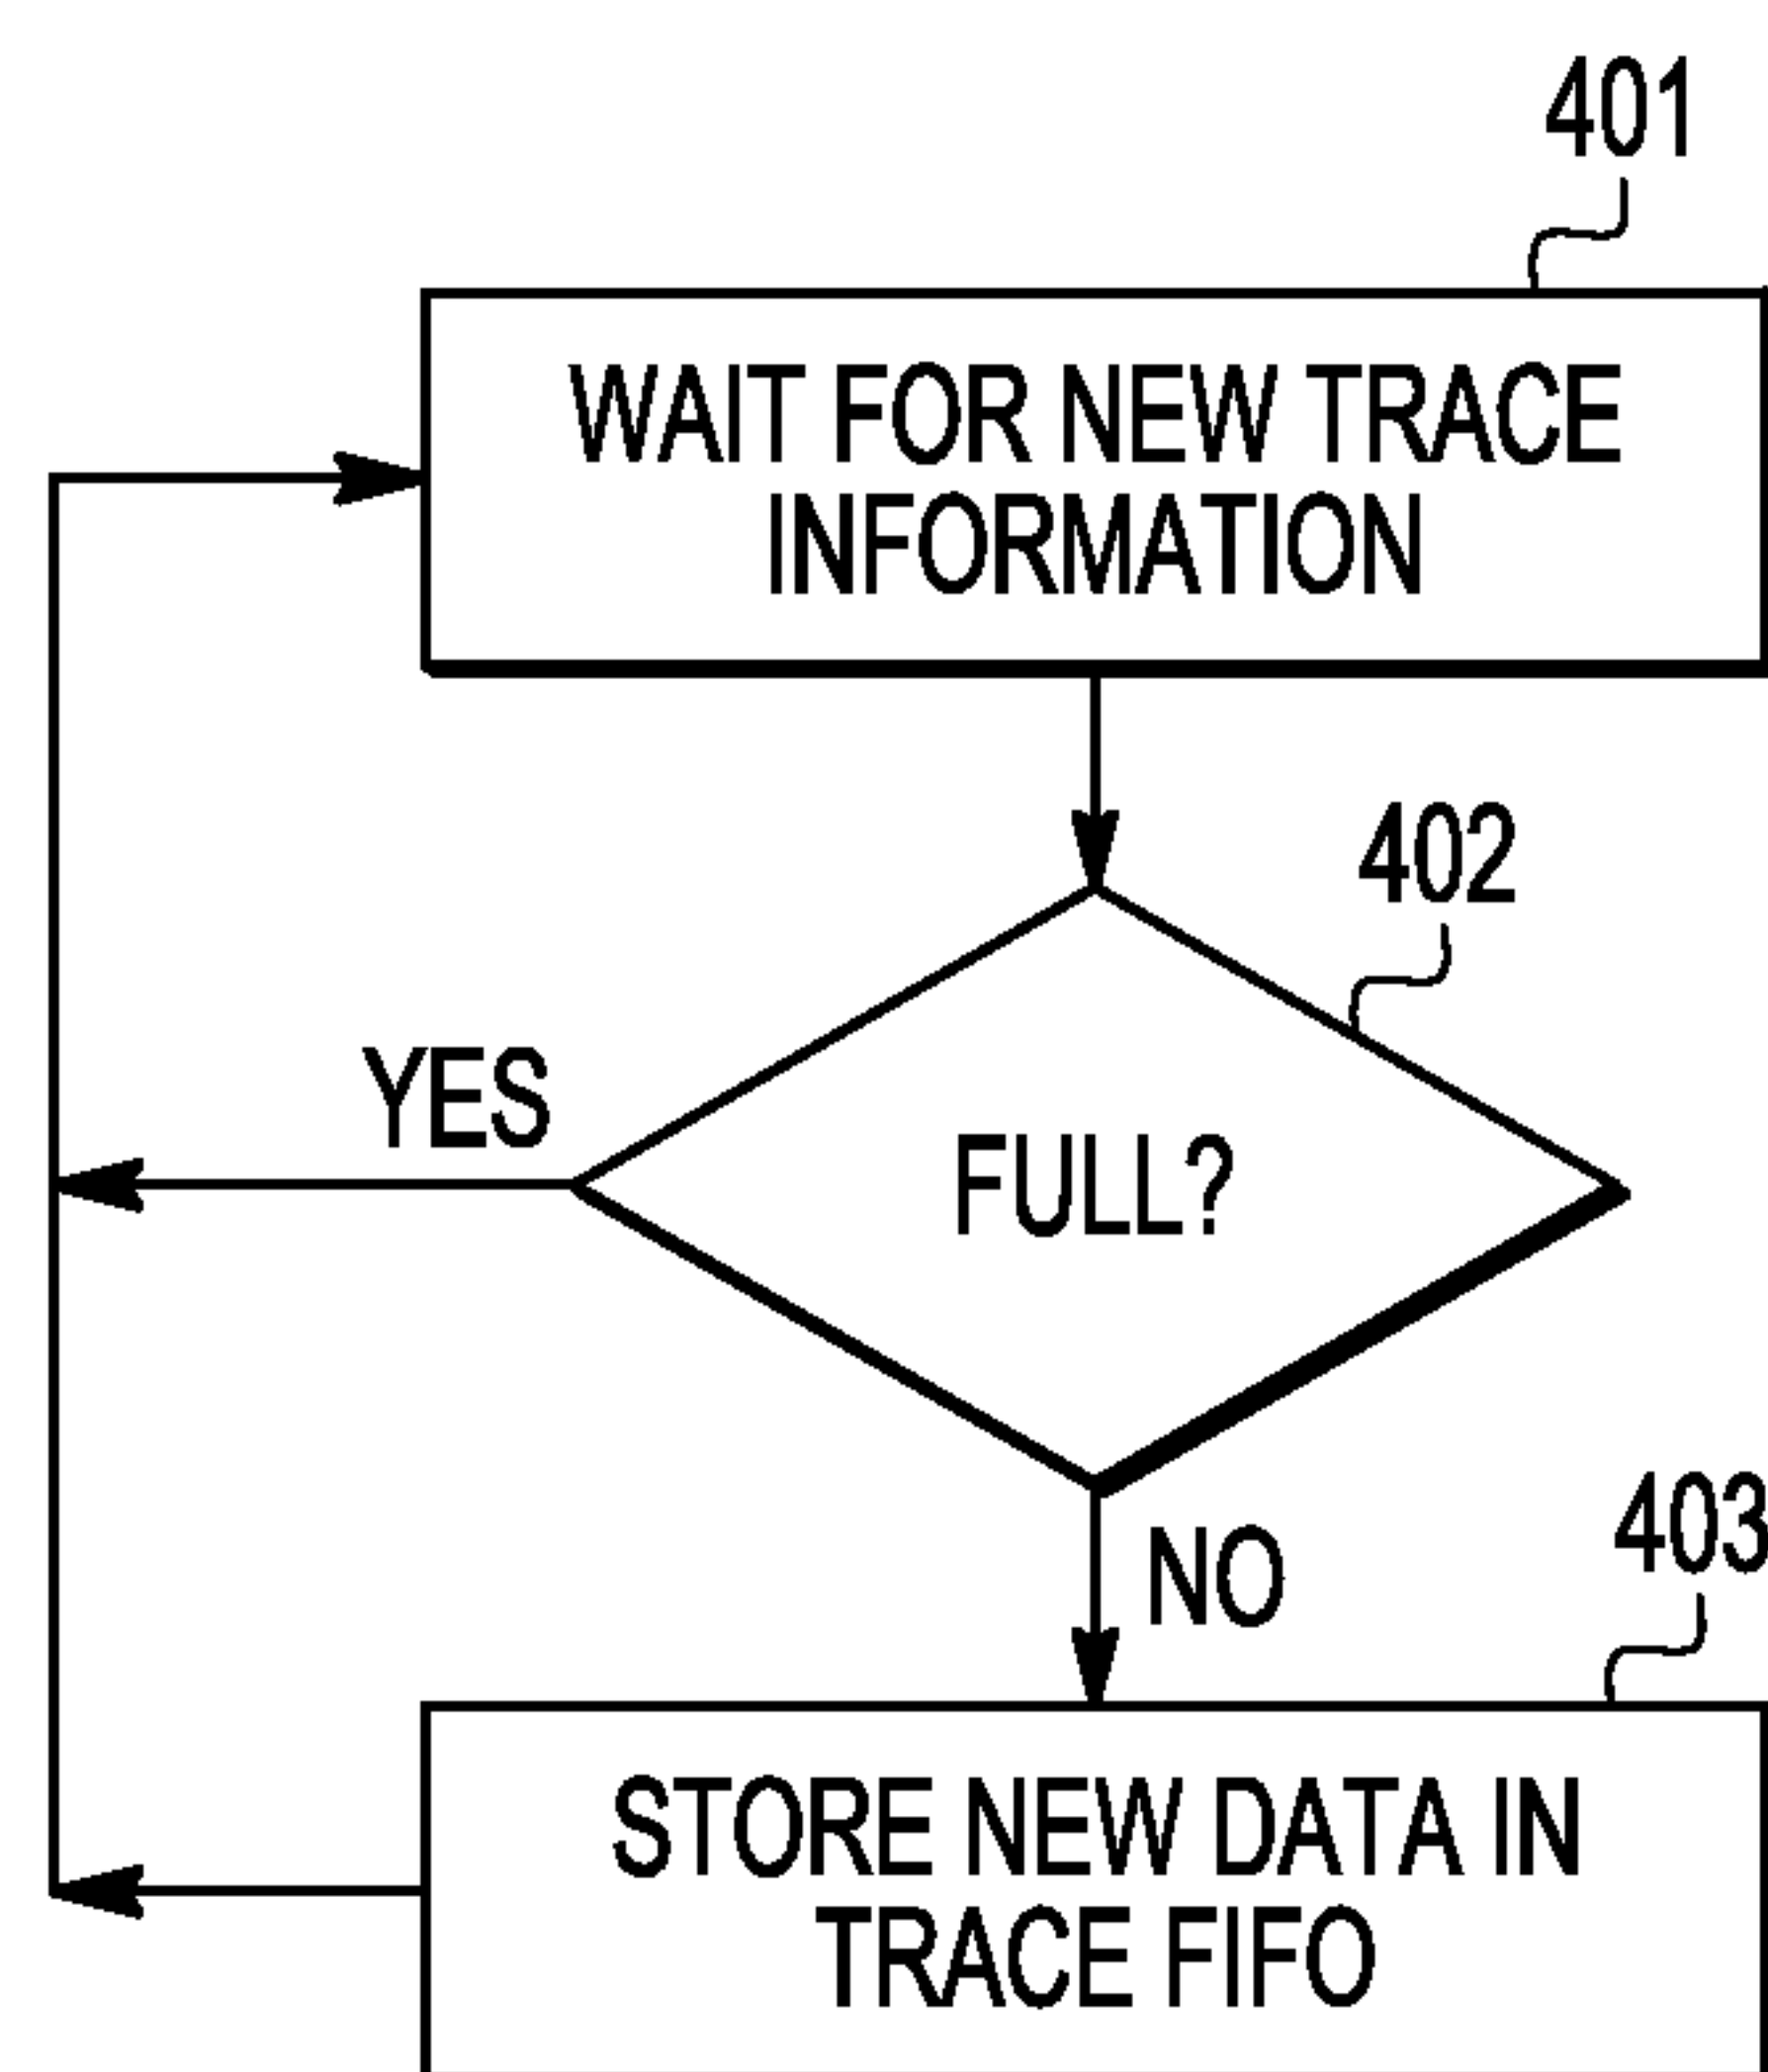 401
WAIT FOR NEW TRACE
INFORMATION
402
YES
FULL?
NO
403
STORE NEW DATA IN
TRACE FIFO